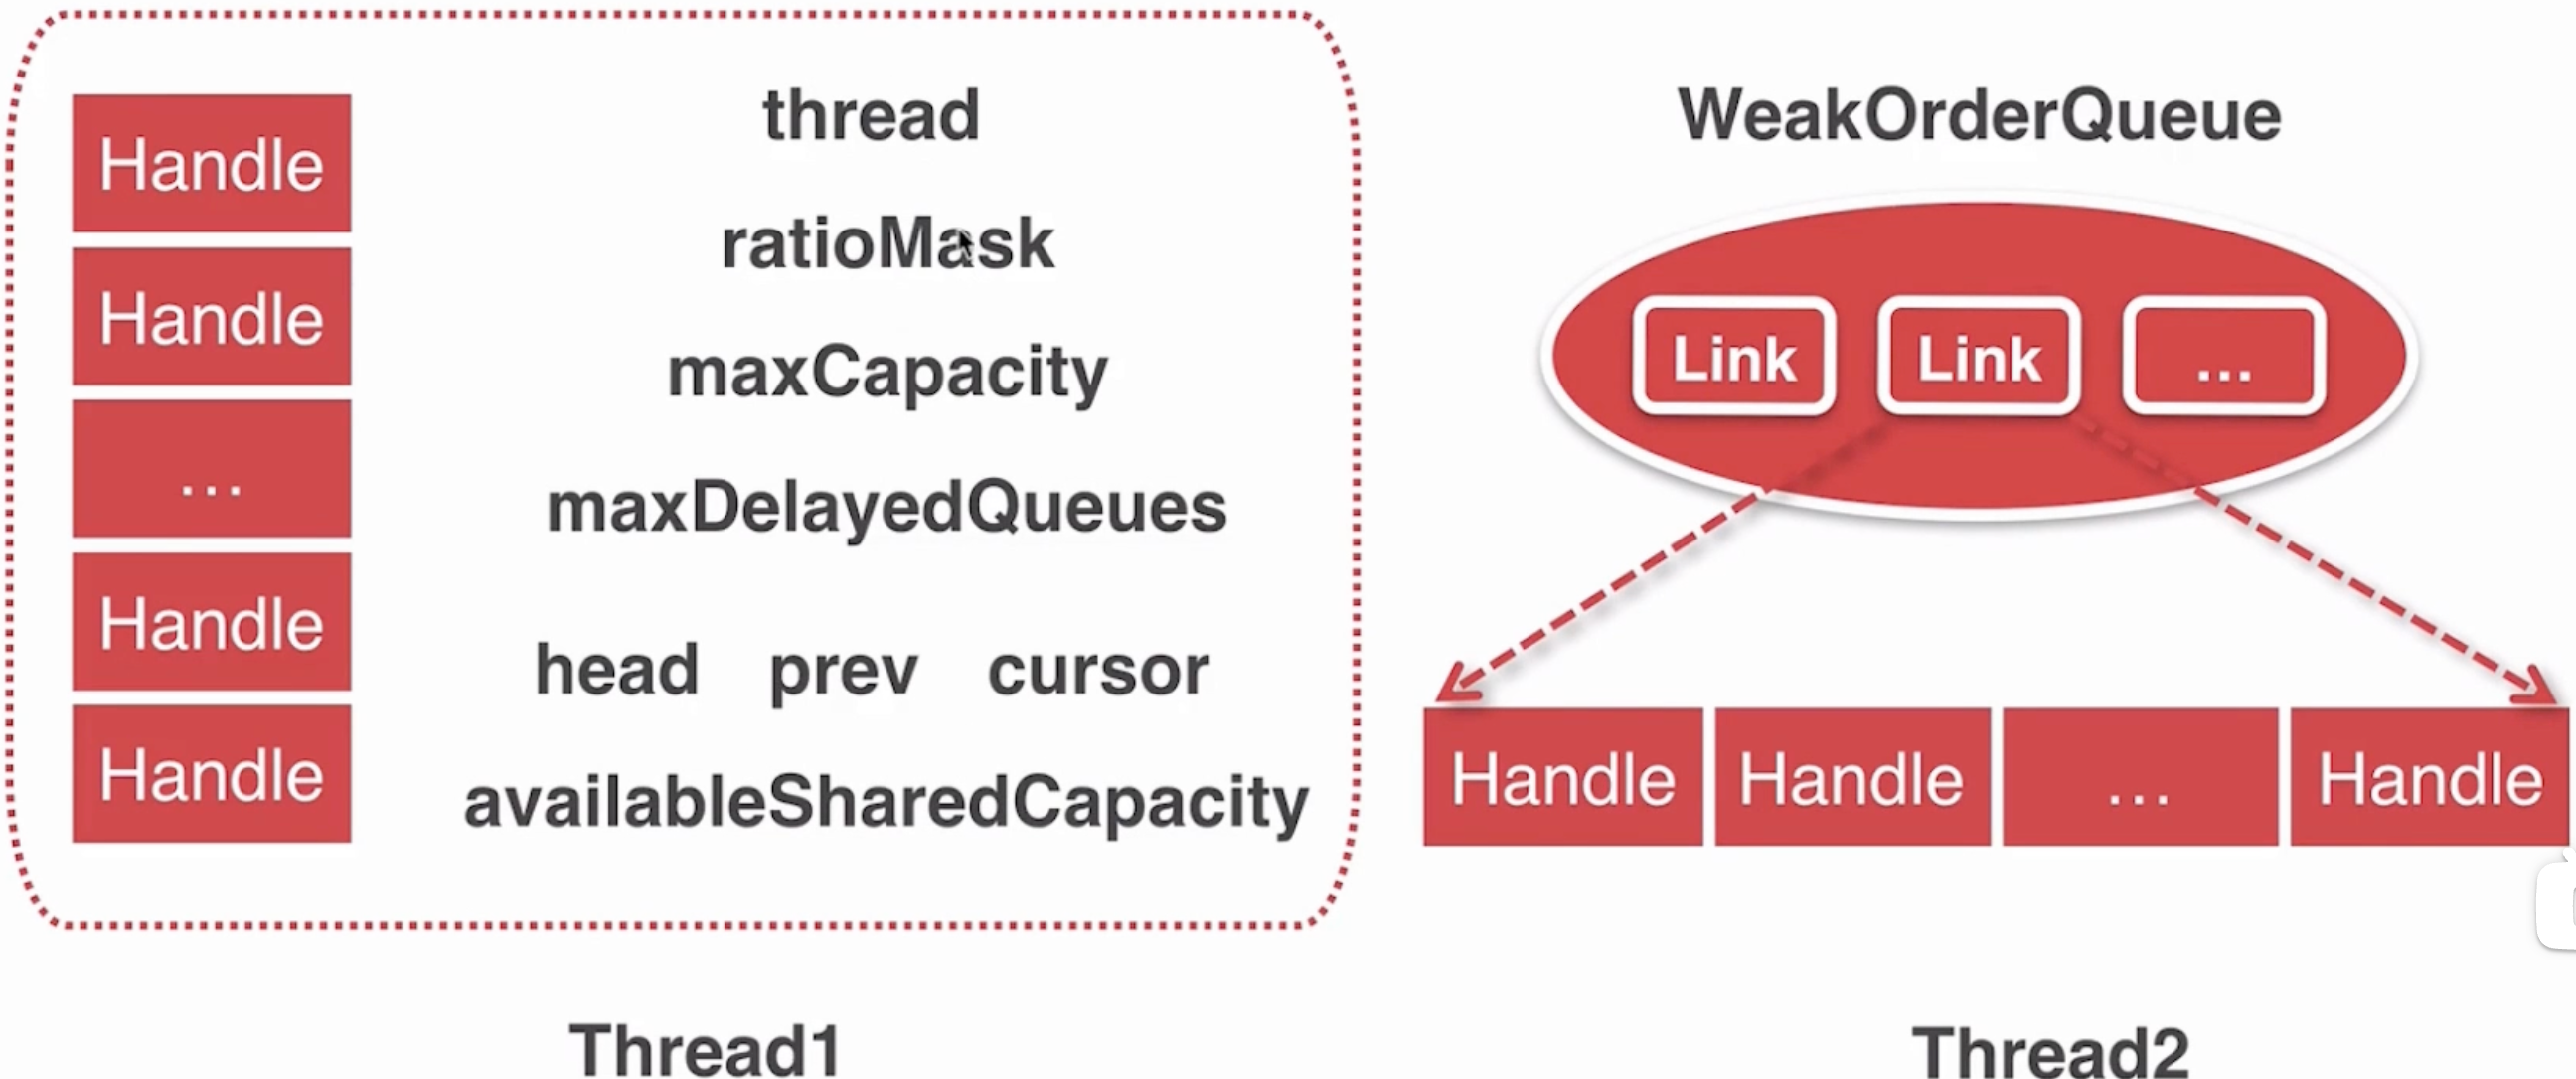 Handle
Handle
...
Handle
Handle
thread
ratioMask
maxCapacity
maxDelayedQueues
head prev cursor
availableSharedCapacity
Thread1
WeakOrderQueue
Link Link ...
Handle Handle ... Handle
Thread2